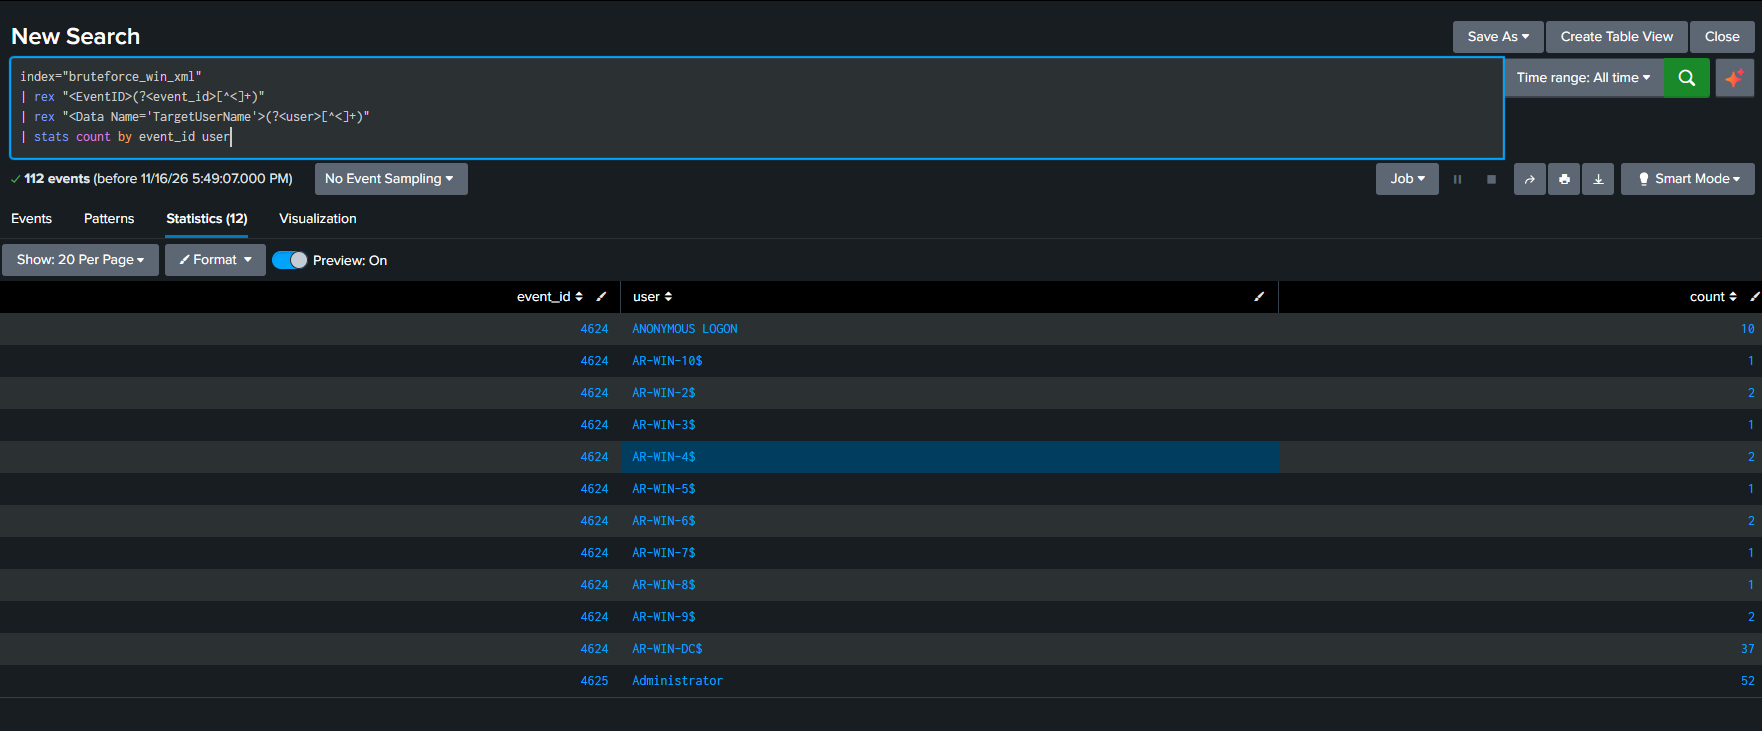 New Search
Save As
Create Table View
Close
index="bruteforce_win_xml"
| rex "<EventID>(?<event_id>[^<]+)"
| rex "<Data Name='TargetUserName'>(?<user>[^<]+)"
| stats count by event_id user
Time range: All time
112 events (before 11/16/26 5:49:07.000 PM)
No Event Sampling
Job
Smart Mode
Events
Patterns
Statistics (12)
Visualization
Show: 20 Per Page
Format
Preview: On
event_id user count
4624 ANONYMOUS LOGON 10
4624 AR-WIN-10$ 1
4624 AR-WIN-2$ 2
4624 AR-WIN-3$ 1
4624 AR-WIN-4$ 2
4624 AR-WIN-5$ 1
4624 AR-WIN-6$ 2
4624 AR-WIN-7$ 1
4624 AR-WIN-8$ 1
4624 AR-WIN-9$ 2
4624 AR-WIN-DC$ 37
4625 Administrator 52